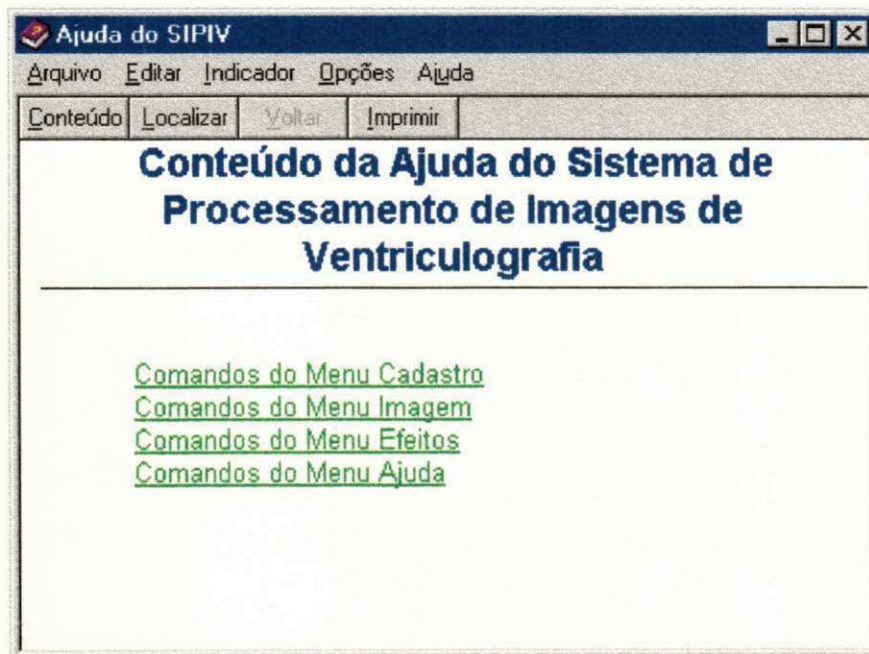 Ajuda do SIPIV
Arquivo Editar Indicador Opções Ajuda
Conteúdo Localizar Voltar Imprimir
Conteúdo da Ajuda do Sistema de
Processamento de Imagens de
Ventriculografia
Comandos do Menu Cadastro
Comandos do Menu Imagem
Comandos do Menu Efeitos
Comandos do Menu Ajuda